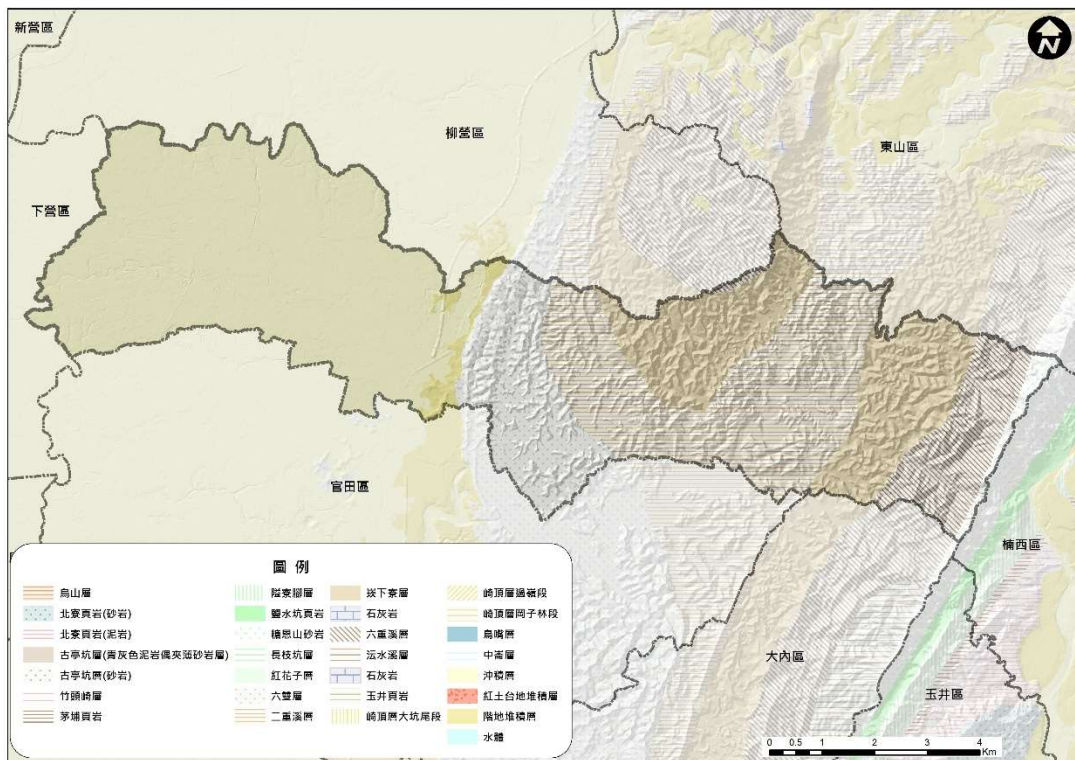 新營區
N
柳營區
東山區
下營區
官田區
楠西區
大內區
玉井區
圖 例
烏山層
北寮頁岩(砂岩)
北寮頁岩(泥岩)
古亭坑層(青灰色泥岩偶夾薄砂岩層)
古亭坑層(砂岩)
竹頭崎層
茅埔頁岩
隘寮腳層
鹽水坑頁岩
糖恩山砂岩
長枝坑層
紅花子層
六雙層
二重溪層
崁下寮層
石灰岩
六重溪層
澐水溪層
石灰岩
玉井頁岩
崎頂層大坑尾段
崎頂層過嶺段
崎頂層岡子林段
鳥嘴層
中崙層
沖積層
紅土台地堆積層
階地堆積層
水體
0 0.5 1 2 3 4
Km